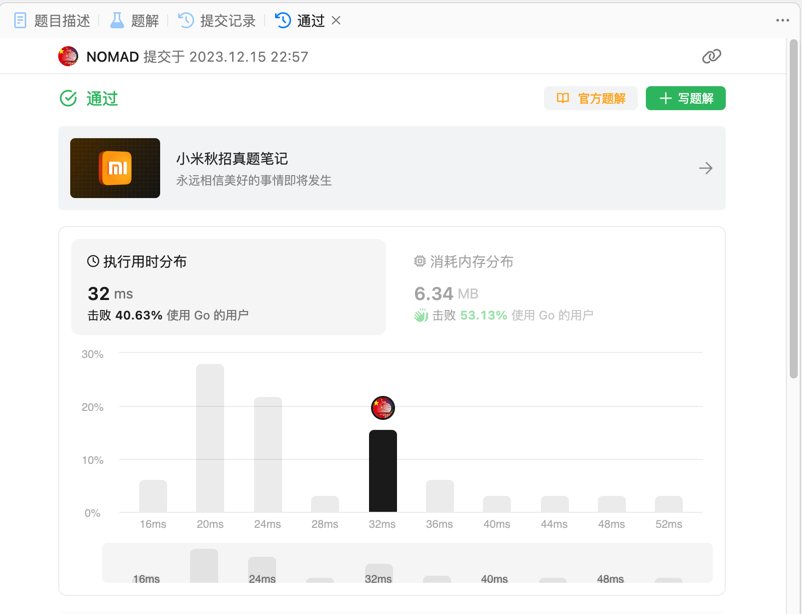 题目描述 题解 提交记录 通过
NOMAD 提交于 2023.12.15 22:57
通过 官方题解 写题解
mi
小米秋招真题笔记
永远相信美好的事情即将发生
执行用时分布
32 ms
击败 40.63% 使用 Go 的用户
消耗内存分布
6.34 MB
击败 53.13% 使用 Go 的用户
30%
20%
10%
0%
16ms 20ms 24ms 28ms 32ms 36ms 40ms 44ms 48ms 52ms
16ms 24ms 32ms 40ms 48ms